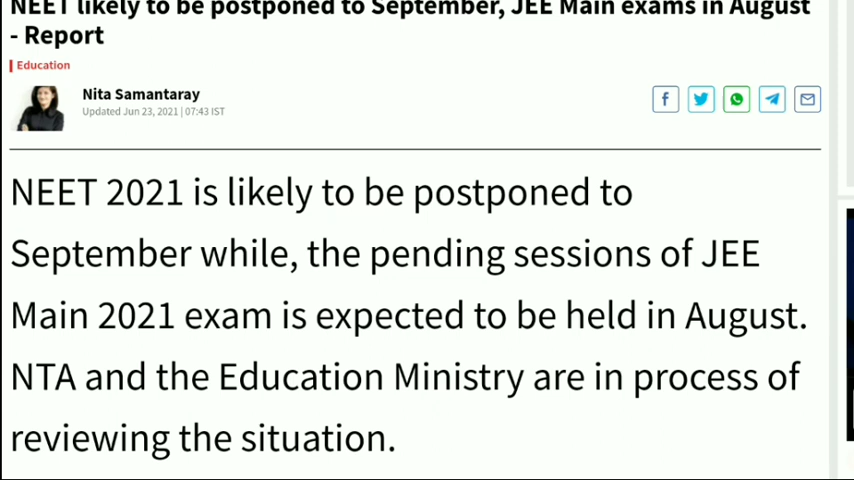 NEET likely to be postponed to September, JEE Main exams in August
- Report
Education
Nita Samantaray
Updated Jun 23, 2021 | 07:43 IST
NEET 2021 is likely to be postponed to
September while, the pending sessions of JEE
Main 2021 exam is expected to be held in August.
NTA and the Education Ministry are in process of
reviewing the situation.